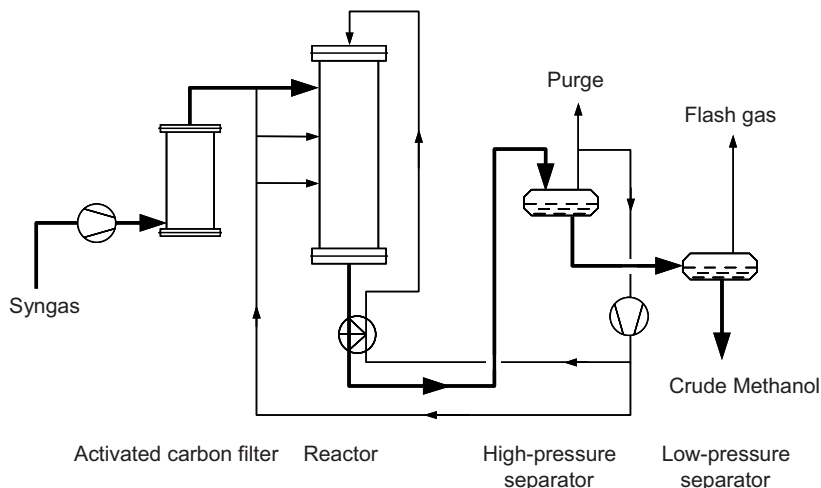 Purge
Flash gas
Syngas
Crude Methanol
Activated carbon filter
Reactor
High-pressure
separator
Low-pressure
separator